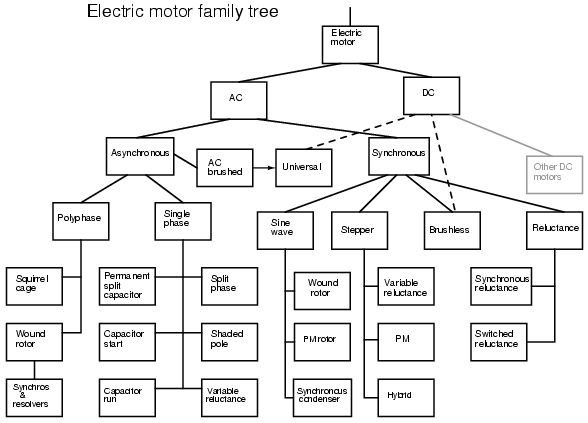 Electric motor family tree
Electric
motor
AC
DC
Asynchronous
AC
brushed
Universal
Synchronous
Other DC
motors
Polyphase
Single
phase
Sine
wave
Stepper
Brushless
Reluctance
Squirrel
cage
Permanent
split
capacitor
Split
phase
Wound
rotor
Variable
reluctance
Synchronous
reluctance
Wound
rotor
Capacitor
start
Shaded
pole
PM rotor
PM
Switched
reluctance
Synchros
&
resolvers
Capacitor
run
Variable
reluctance
Synchronous
condenser
Hybrid